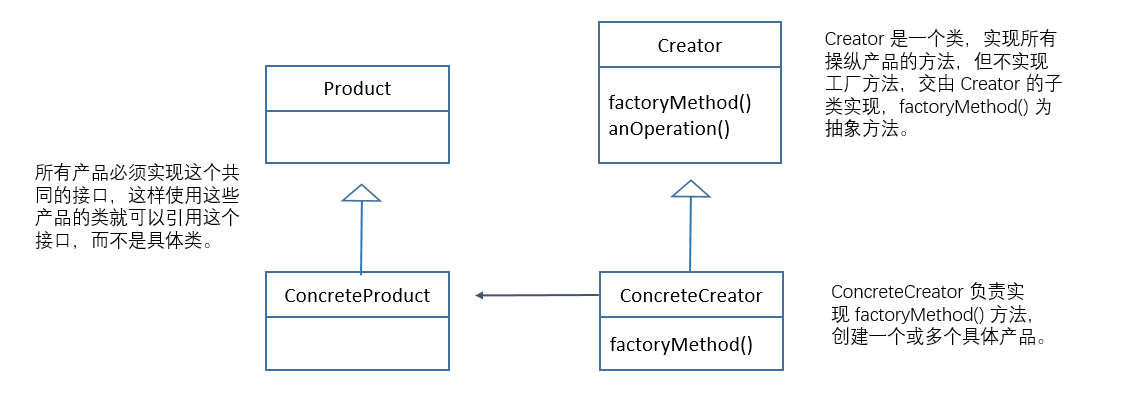 Creator
factoryMethod()
anOperation()
Creator 是一个类，实现所有
操纵产品的方法，但不实现
工厂方法，交由 Creator 的子
类实现，factoryMethod() 为
抽象方法。
Product
所有产品必须实现这个共
同的接口，这样使用这些
产品的类就可以引用这个
接口，而不是具体类。
ConcreteProduct
ConcreteCreator
factoryMethod()
ConcreteCreator 负责实
现 factoryMethod() 方法，
创建一个或多个具体产品。